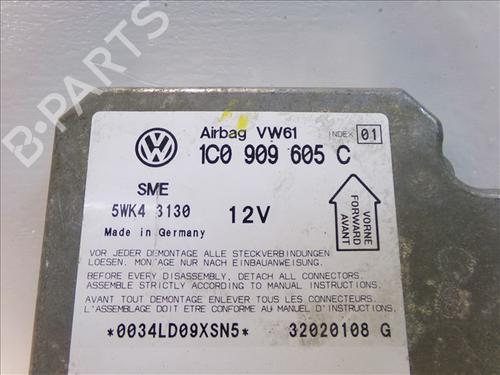 B-PARTS
Airbag VW61
INDEX 01
1C0 909 605 C
SME
5WK4 3130
12V
Made in Germany
VORNE
FORWARD
AVANT
VOR JEDER DEMONTAGE ALLE STECKVERBINDUNGEN
LOESEN. MONTAGE NUR NACH EINBAUANWEISUNG.
BEFORE EVERY DISASSEMBLY, DETACH ALL CONNECTORS.
ASSEMBLE STRICTLY ACCORDING TO MANUAL INSTRUCTIONS.
AVANT TOUT DEMONTAGE ENLEVER TOUS LES CONNECTEURS.
L'ASSEMBLAGE DOIT ETRE CONFORME AU MANUEL D'INSTRUCTIONS.
*0034LD09XSN5*
32020108 G